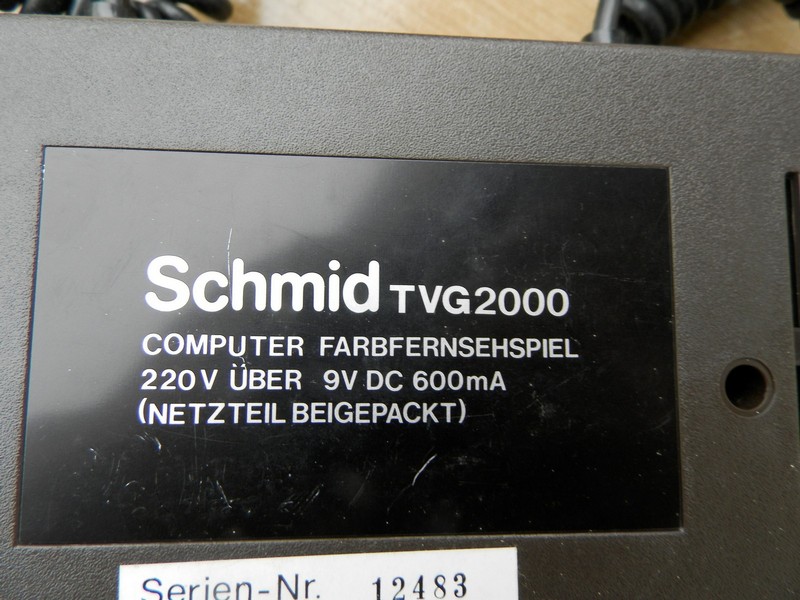 Schmid TVG2000
COMPUTER FARBFERNSEHSPIEL
220V ÜBER 9V DC 600mA
(NETZTEIL BEIGEPACKT)
Serien-Nr. 12483